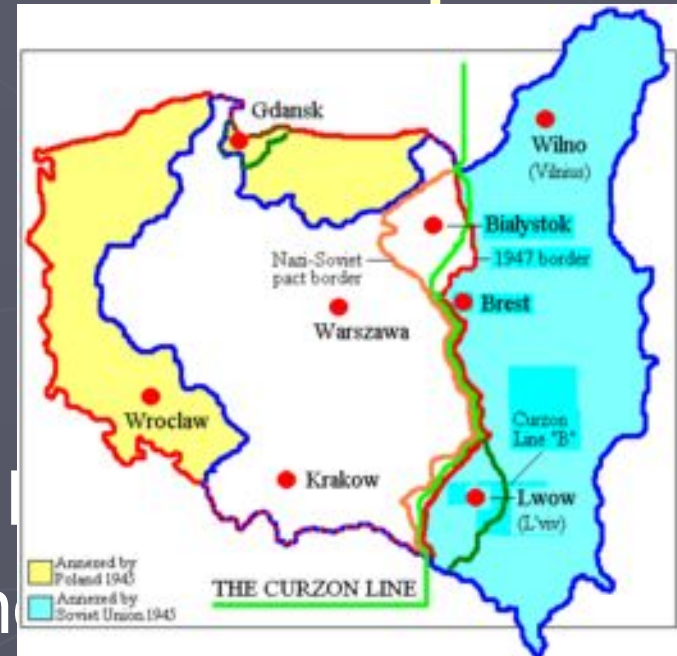 Gdansk
Wilno
(Vilnius)
Białystok
Nazi-Soviet
pact border
1947 border
Brest
Warszawa
Wroclaw
Curzon
Line "B"
Krakow
Lwow
(L'viv)
Annexed by
Poland 1945
Annexed by
Soviet Union 1945
THE CURZON LINE